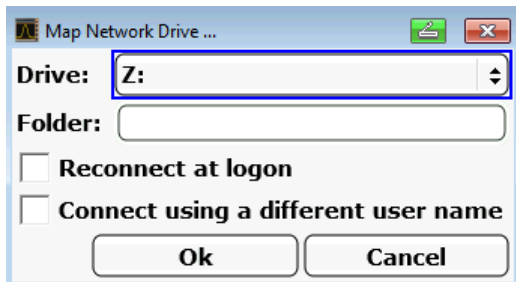 Map Network Drive ...
Drive: Z:
Folder:
Reconnect at logon
Connect using a different user name
Ok Cancel